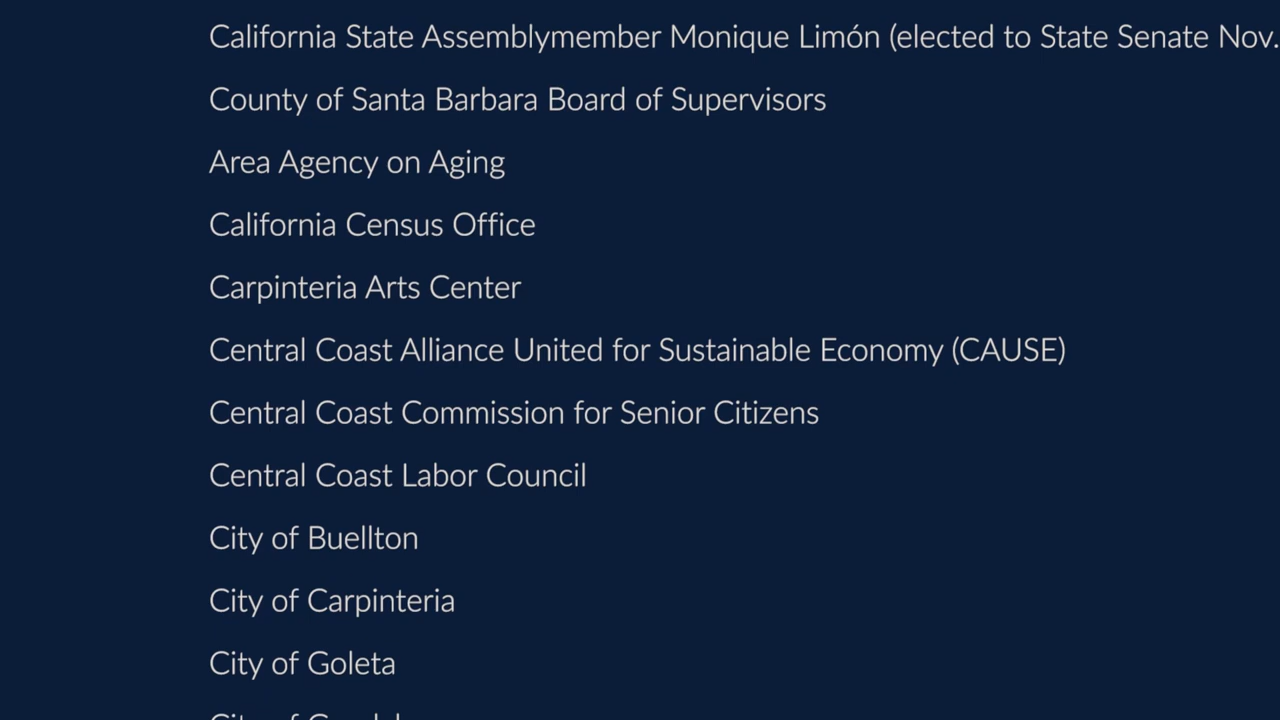 California State Assemblymember Monique Limón (elected to State Senate Nov.
County of Santa Barbara Board of Supervisors
Area Agency on Aging
California Census Office
Carpinteria Arts Center
Central Coast Alliance United for Sustainable Economy (CAUSE)
Central Coast Commission for Senior Citizens
Central Coast Labor Council
City of Buellton
City of Carpinteria
City of Goleta
City of